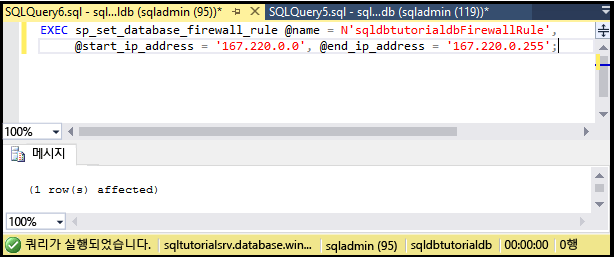 SQLQuery6.sql - sql...ldb (sqladmin (95))* SQLQuery5.sql - sql...db (sqladmin (119))*
EXEC sp_set_database_firewall_rule @name = N'sqldbtutorialdbFirewallRule',
@start_ip_address = '167.220.0.0', @end_ip_address = '167.220.0.255';
100%
메시지
(1 row(s) affected)
100%
쿼리가 실행되었습니다. sqltutorialsrv.database.win... sqladmin (95) sqldbtutorialdb 00:00:00 0행